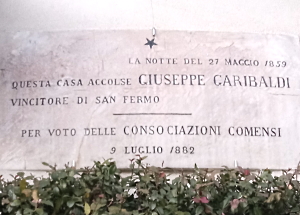 LA NOTTE DEL 27 MAGGIO 1859
QUESTA CASA ACCOLSE GIUSEPPE GARIBALDI
VINCITORE DI SAN FERMO
PER VOTO DELLE CONSOCIAZIONI COMENSI
9 LUGLIO 1882